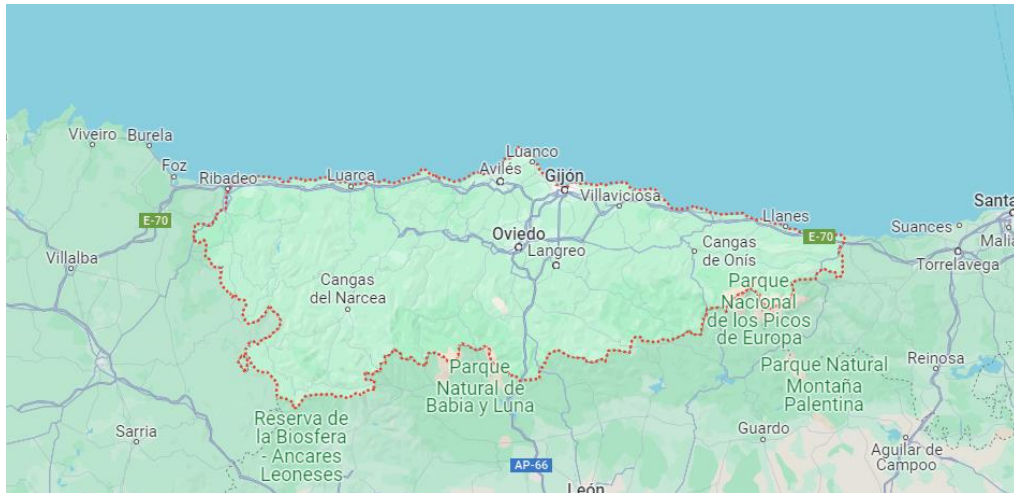 Viveiro
Burela
Foz
Ribadeo
Luarca
Luanco
Avilés
Gijón
Villaviciosa
Llanes
Suances
Santa
Mali
E-70
E-70
Villalba
Oviedo
Langreo
Cangas
de Onís
Torrelavega
Cangas
del Narcea
Parque
Nacional
de los Picos
de Europa
Reinosa
Parque
Natural de
Babia y Luna
Parque Natural
Montaña
Palentina
Reserva de
la Biosfera
- Ancares
Leoneses
Sarria
Guardo
Aguilar de
Campoo
AP-66
León